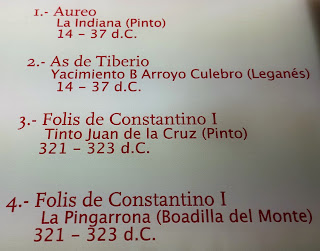 1.- Aureo
La Indiana (Pinto)
14 - 37 d.C.
2.- As de Tiberio
Yacimiento B Arroyo Culebro (Leganés)
14 - 37 d.C.
3.- Folis de Constantino I
Tinto Juan de la Cruz (Pinto)
321 - 323 d.C.
4.- Folis de Constantino I
La Pingarrona (Boadilla del Monte)
321 - 323 d.C.